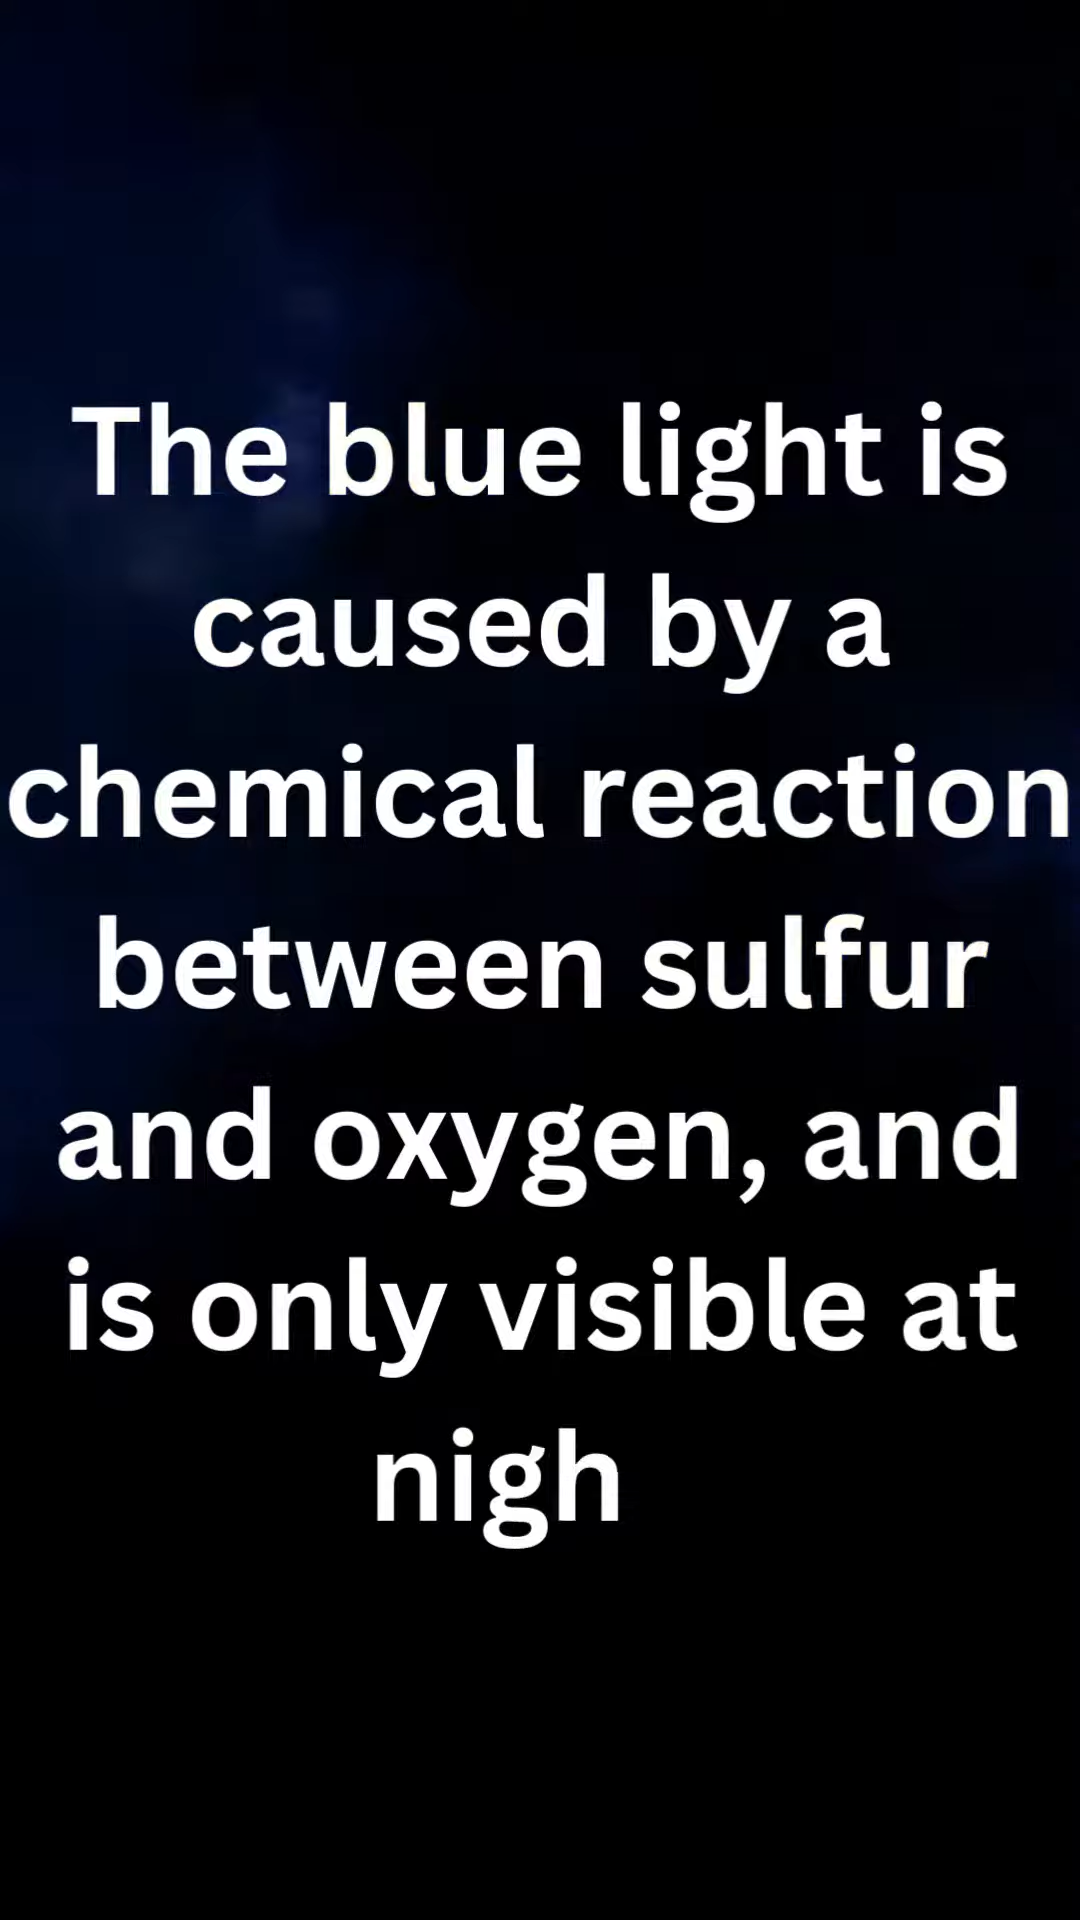 The blue light is
caused by a
chemical reaction
between sulfur
and oxygen, and
is only visible at
nigh